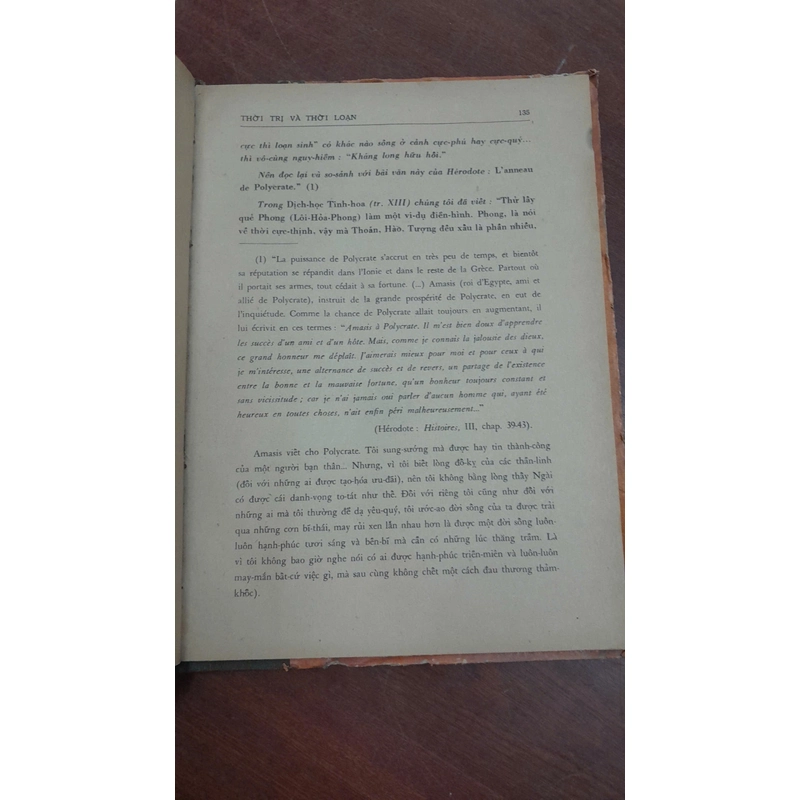 THỜI TRỊ VÀ THỜI LOẠN 135
cực thì loạn sinh" có khác nào sống ở cảnh cực-phú hay cực-quý...
thì vô-cùng nguy-hiểm : "Kháng long hữu hối."
Nên đọc lại và so-sánh với bài văn này của Hérodote : L'anneau
de Polycrate." (1)
Trong Dịch-học Tinh-hoa (tr. XIII) chúng tôi đã viết : "Thử lấy
quẻ Phong (Lôi-Hỏa-Phong) làm một ví-dụ điển-hình. Phong, là nói
về thời cực-thịnh, vậy mà Thoán, Hào, Tượng đều xấu là phần nhiều,
(1) "La puissance de Polycrate s'accrut en très peu de temps, et bientôt
sa réputation se répandit dans l'Ionie et dans le reste de la Grèce. Partout où
il portait ses armes, tout cédait à sa fortune. (...) Amasis (roi d'Egypte, ami et
allié de Polycrate), instruit de la grande prospérité de Polycrate, en eut de
l'inquiétude. Comme la chance de Polycrate allait toujours en augmentant, il
lui écrivit en ces termes : "Amasis à Polycrate. Il m'est bien doux d'apprendre
les succès d'un ami et d'un hôte. Mais, comme je connais la jalousie des dieux,
ce grand honneur me déplaît. J'aimerais mieux pour moi et pour ceux à qui
je m'intéresse, une alternance de succès et de revers, un partage de l'existence
entre la bonne et la mauvaise fortune, qu'un bonheur toujours constant et
sans vicissitude ; car je n'ai jamais oui parler d'aucun homme qui, ayant été
heureux en toutes choses, n'ait enfin péri malheureusement..."
(Hérodote : Histoires, III, chap. 39-43).
Amasis viết cho Polycrate. Tôi sung-sướng mà được hay tin thành-công
của một người bạn thân... Nhưng, vì tôi biết lòng đố-kỵ của các thần-linh
(đối với những ai được tạo-hóa ưu-đãi), nên tôi không bằng lòng thấy Ngài
có được cái danh-vọng to-tát như thế. Đối với riêng tôi cũng như đối với
những ai mà tôi thường để dạ yêu-quý, tôi ước-ao đời sống của ta được trải
qua những cơn bĩ-thái, may rủi xen lẫn nhau hơn là được một đời sống luôn-
luôn hạnh-phúc tươi sáng và bền-bĩ mà cần có những lúc thăng trầm. Là
vì tôi không bao giờ nghe nói có ai được hạnh-phúc triền-miên và luôn-luôn
may-mắn bất-cứ việc gì, mà sau cùng không chết một cách đau thương thảm-
khốc).